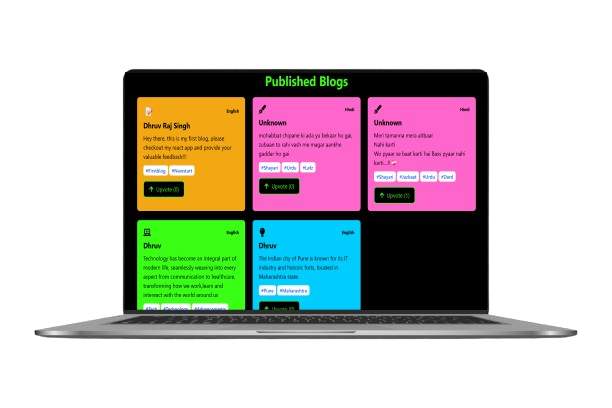 Published Blogs
English
Dhruv Raj Singh
Hey there, this is my first blog, please
checkout my react app and provide your
valuable feedback!!!
#Firstblog #Newstart
Upvote (0)
Hindi
Unknown
mohabbat chipane ki ada ye bekaar ho gai,
zubaan to rahi vash me magar aankhe
gadder ho gai
#Shayari #Urdu #Lafz
Upvote (0)
Hindi
Unknown
Meri tamanna mera aitbaar
Nahi karti
Wo pyaar se baat karti hai Bass pyaar nahi
karti...!!
#Shayari #Jazbaat #Urdu #Dard
Upvote (1)
English
Dhruv
Technology has become an integral part of
modern life, seamlessly weaving into every
aspect from communication to healthcare,
transforming how we work,learn and
intereact with the world around us
#Tech #Technology
English
Dhruv
The Indian city of Pune is known for its IT
industry and historic forts, located in
Maharashtra state.
#Pune #Maharashtra
Upvote (0)